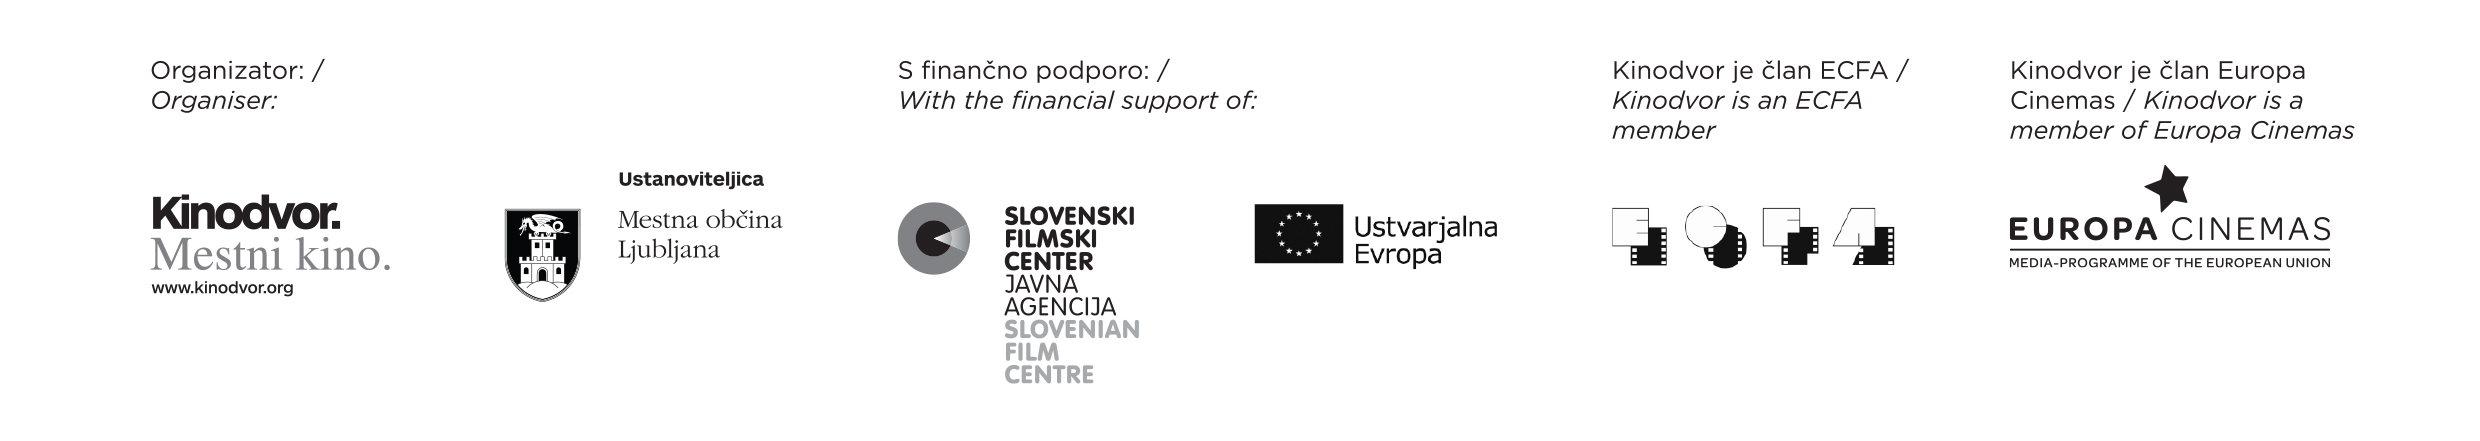 Organizator: /
Organiser:
Kinodvor.
Mestni kino.
www.kinodvor.org
Ustanoviteljica
Mestna občina
Ljubljana
S finančno podporo: /
With the financial support of:
SLOVENSKI
FILMSKI
CENTER
JAVNA
AGENCIJA
SLOVENIAN
FILM
CENTRE
Ustvarjalna
Evropa
Kinodvor je član ECFA /
Kinodvor is an ECFA
member
ECFA
Kinodvor je član Europa
Cinemas / Kinodvor is a
member of Europa Cinemas
EUROPA CINEMAS
MEDIA-PROGRAMME OF THE EUROPEAN UNION